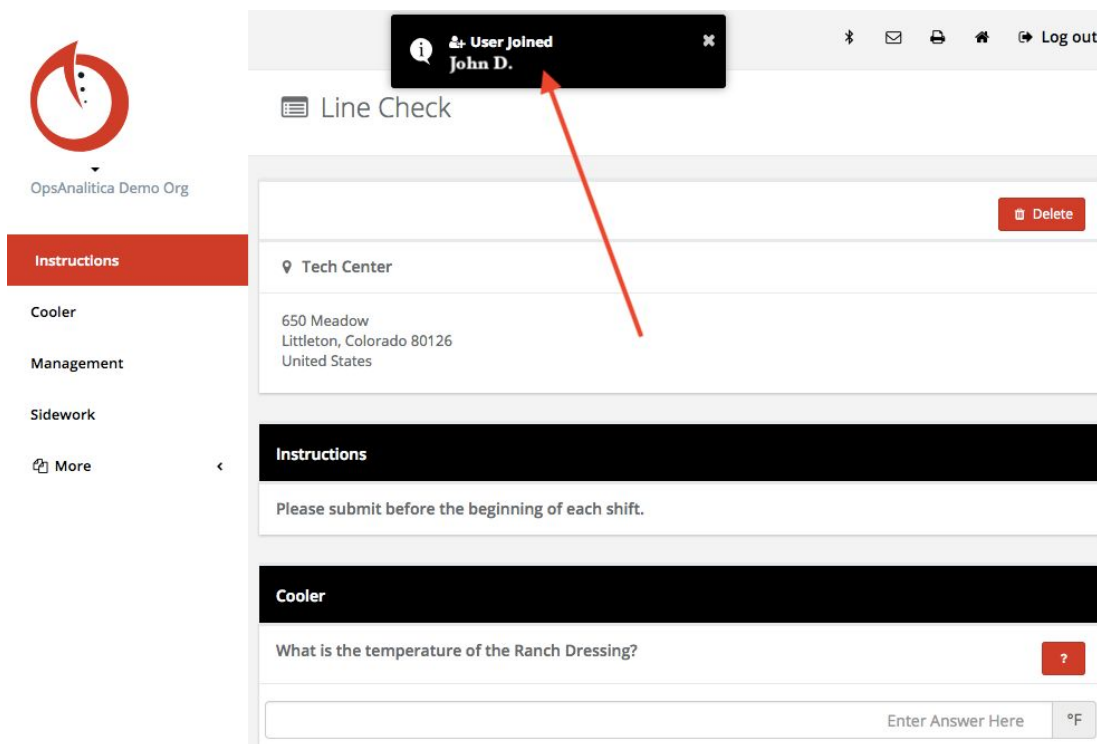 User Joined
John D.
Log out
Line Check
OpsAnalitica Demo Org
Delete
Instructions
Cooler
Management
Sidework
More
Tech Center
650 Meadow
Littleton, Colorado 80126
United States
Instructions
Please submit before the beginning of each shift.
Cooler
What is the temperature of the Ranch Dressing?
?
Enter Answer Here
°F